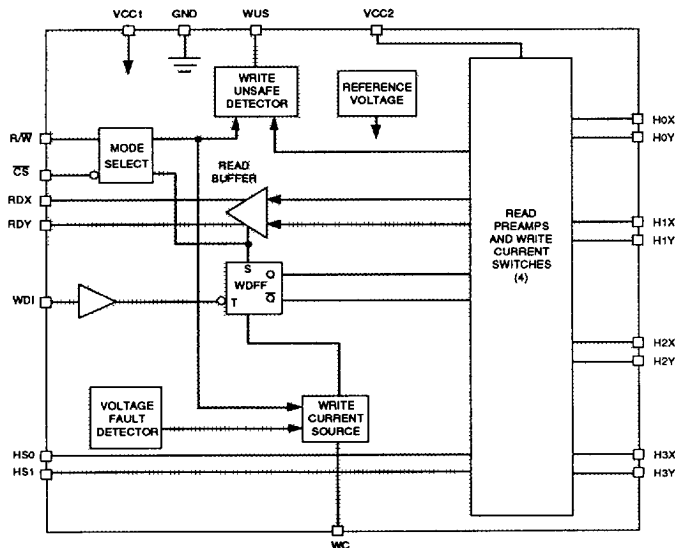 VCC1 GND WUS VCC2
WRITE
UNSAFE
DETECTOR
REFERENCE
VOLTAGE
H0X
R/W̅
MODE
SELECT
H0Y
C̅S̅
READ
BUFFER
RDX
RDY
READ
PREAMPS
AND WRITE
CURRENT
SWITCHES
(4)
H1X
H1Y
S
WDFF
Q
Q̅
T
WDI
H2X
H2Y
VOLTAGE
FAULT
DETECTOR
WRITE
CURRENT
SOURCE
HS0
H3X
HS1
H3Y
WC